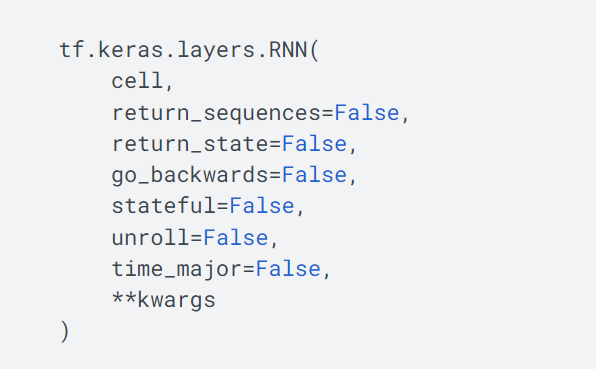 tf.keras.layers.RNN(
    cell,
    return_sequences=False,
    return_state=False,
    go_backwards=False,
    stateful=False,
    unroll=False,
    time_major=False,
    **kwargs
)